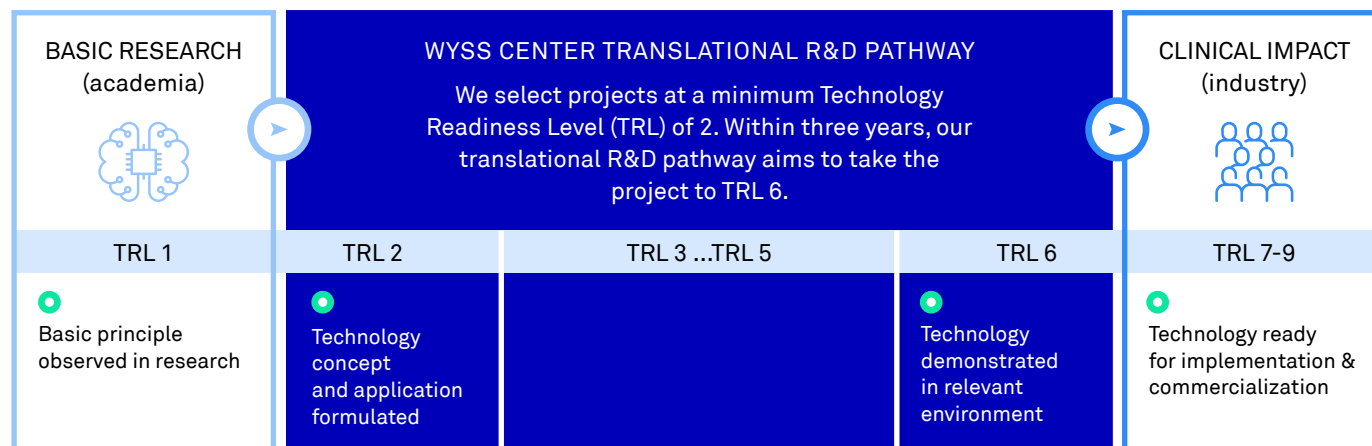 BASIC RESEARCH
(academia)
WYSS CENTER TRANSLATIONAL R&D PATHWAY
We select projects at a minimum Technology
Readiness Level (TRL) of 2. Within three years, our
translational R&D pathway aims to take the
project to TRL 6.
CLINICAL IMPACT
(industry)
TRL 1
TRL 2
TRL 3 ...TRL 5
TRL 6
TRL 7-9
Basic principle
observed in research
Technology
concept
and application
formulated
Technology
demonstrated
in relevant
environment
Technology ready
for implementation &
commercialization